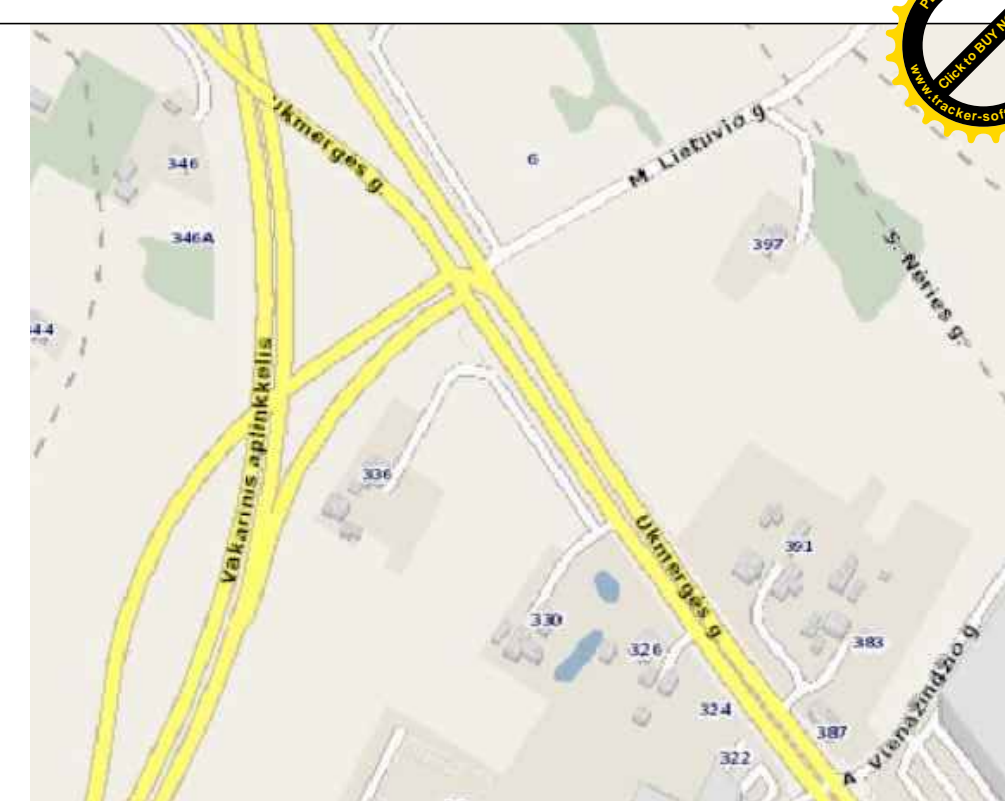 Click to BUY N
www.tracker-soft
Ukmergės g.
M. Lietuvio g.
6
346
346A
397
S. Nėries g.
44
Vakarinis aplinkkelis
336
Ukmergės g.
391
330
326
383
324
387
322
A. Vienažindžio g.